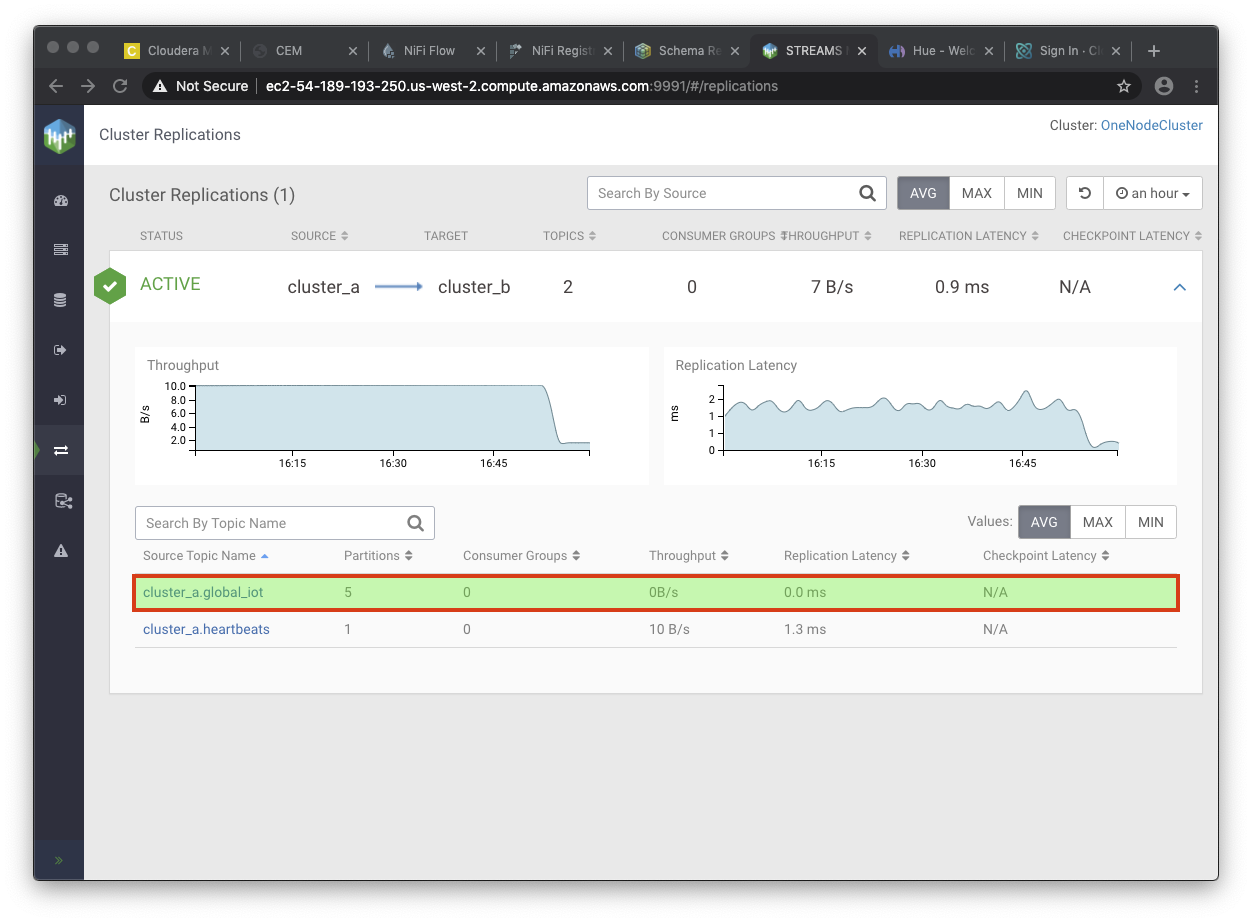 C Cloudera M
CEM
NiFi Flow
NiFi Regist
Schema Re
STREAMS
Hue - Welc
Sign In · Cl
Not Secure ec2-54-189-193-250.us-west-2.compute.amazonaws.com:9991/#/replications
Cluster Replications
Cluster: OneNodeCluster
Cluster Replications (1)
Search By Source
AVG MAX MIN
an hour
STATUS SOURCE TARGET TOPICS CONSUMER GROUPS THROUGHPUT REPLICATION LATENCY CHECKPOINT LATENCY
ACTIVE cluster_a cluster_b 2 0 7 B/s 0.9 ms N/A
Throughput
10.0
8.0
6.0
4.0
2.0
B/s
16:15 16:30 16:45
Replication Latency
2
1
1
0
ms
16:15 16:30 16:45
Search By Topic Name
Values: AVG MAX MIN
Source Topic Name Partitions Consumer Groups Throughput Replication Latency Checkpoint Latency
cluster_a.global_iot 5 0 0B/s 0.0 ms N/A
cluster_a.heartbeats 1 0 10 B/s 1.3 ms N/A